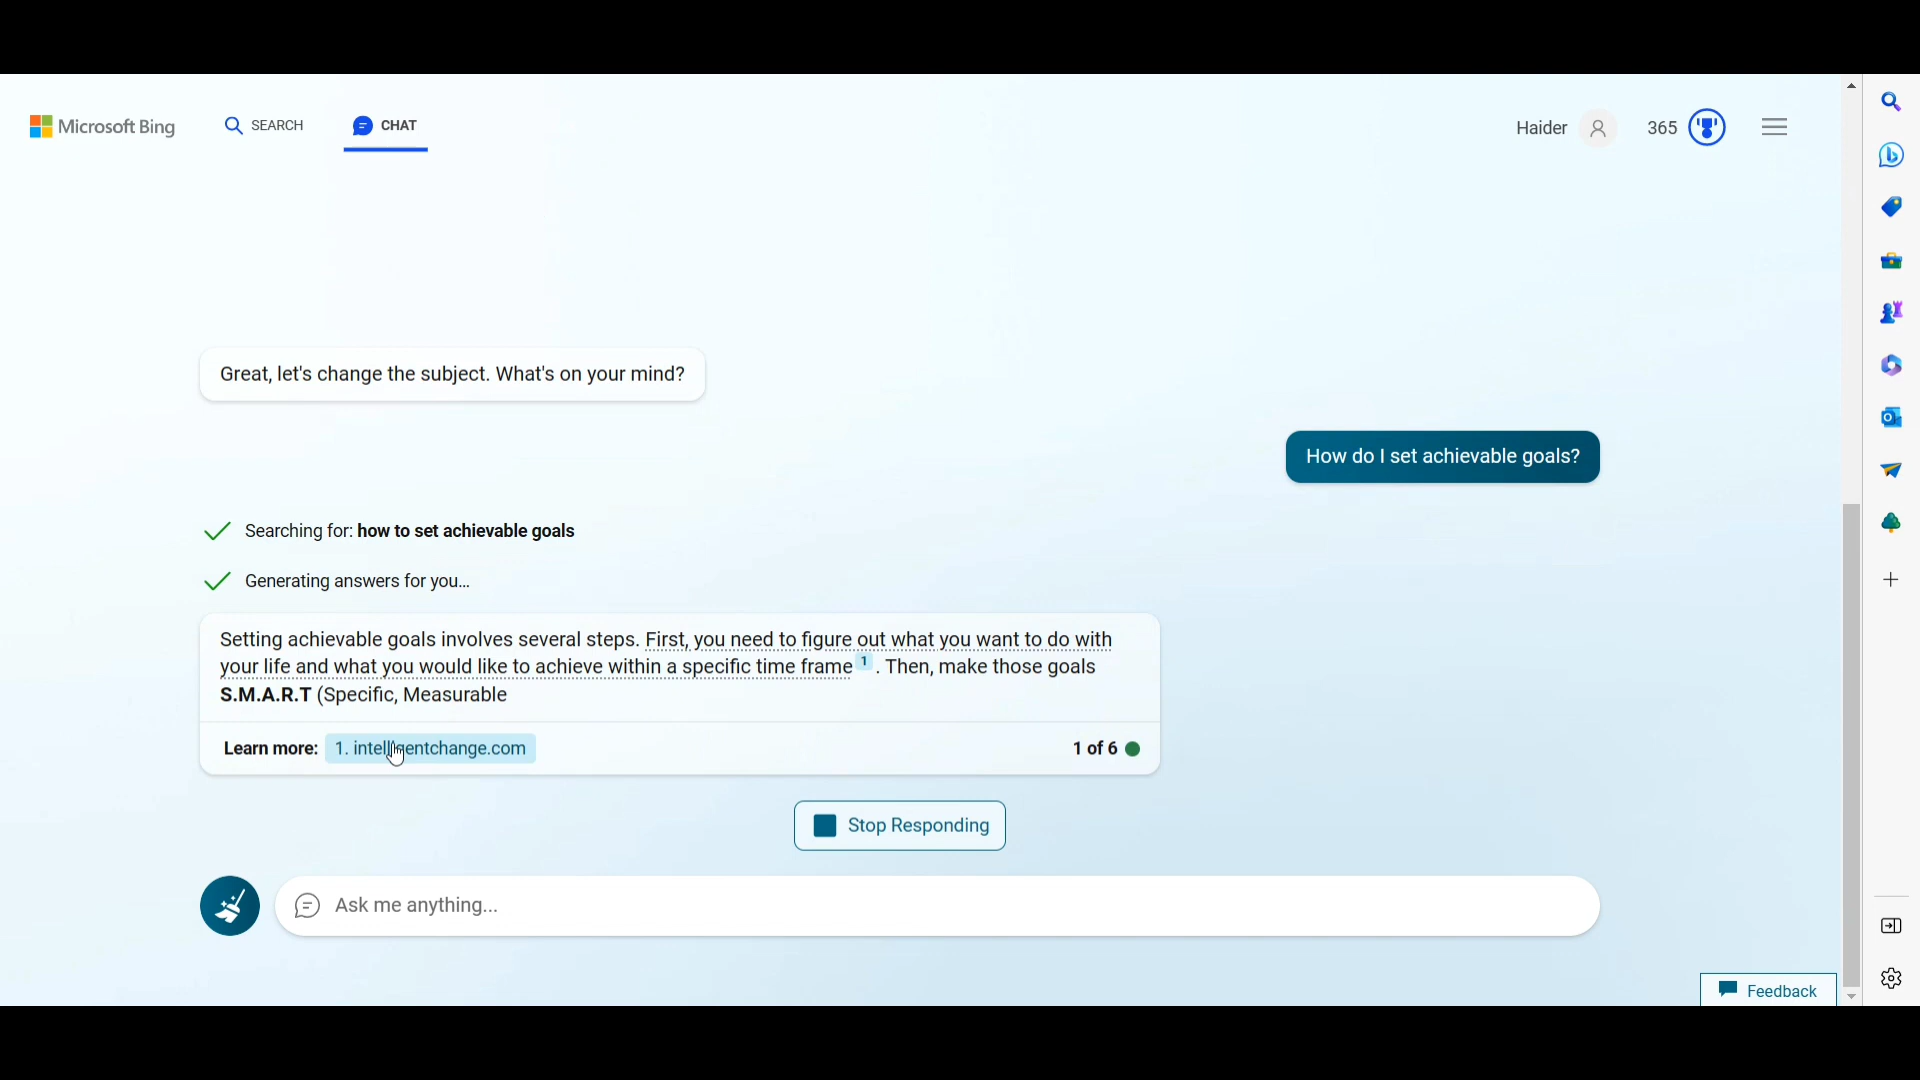 Microsoft Bing
SEARCH
CHAT
Haider
365
Great, let's change the subject. What's on your mind?
How do I set achievable goals?
Searching for: how to set achievable goals
Generating answers for you...
Setting achievable goals involves several steps. First, you need to figure out what you want to do with
your life and what you would like to achieve within a specific time frame 1 . Then, make those goals
S.M.A.R.T (Specific, Measurable
Learn more: 1. intelligentchange.com
1 of 6
Stop Responding
Ask me anything...
Feedback